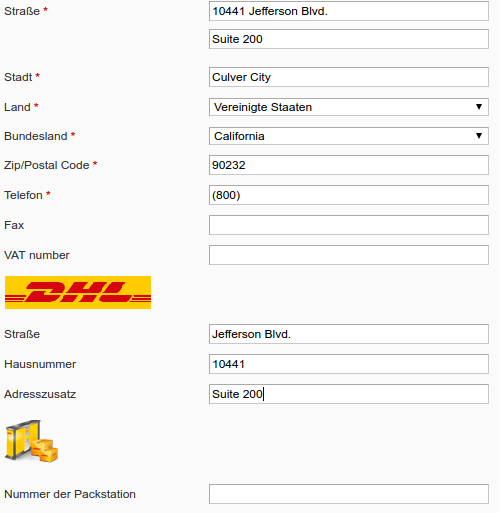 Straße * 10441 Jefferson Blvd.
Suite 200
Stadt * Culver City
Land * Vereinigte Staaten
Bundesland * California
Zip/Postal Code * 90232
Telefon * (800)
Fax
VAT number
DHL
Straße Jefferson Blvd.
Hausnummer 10441
Adresszusatz Suite 200
Nummer der Packstation